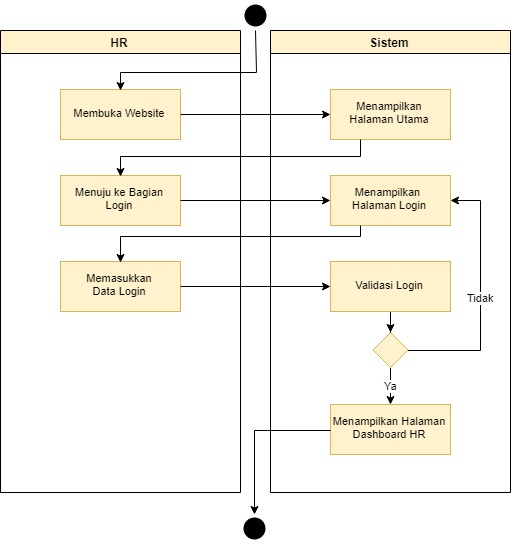 HR
Sistem
Membuka Website
Menampilkan
Halaman Utama
Menuju ke Bagian
Login
Menampilkan
Halaman Login
Memasukkan
Data Login
Validasi Login
Tidak
Ya
Menampilkan Halaman
Dashboard HR